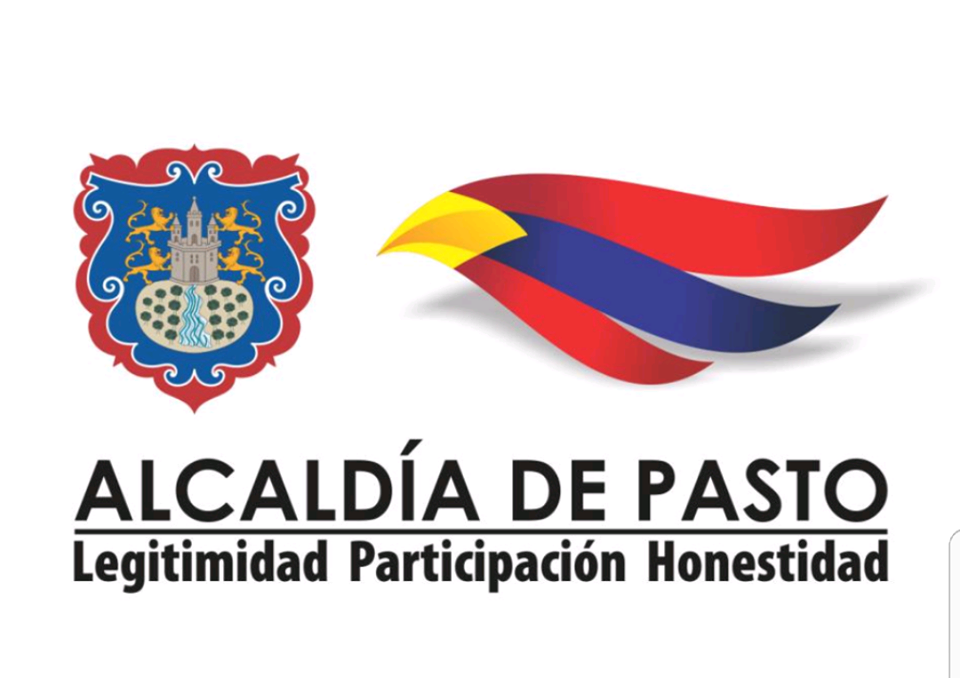 ALCALDÍA DE PASTO
Legitimidad Participación Honestidad